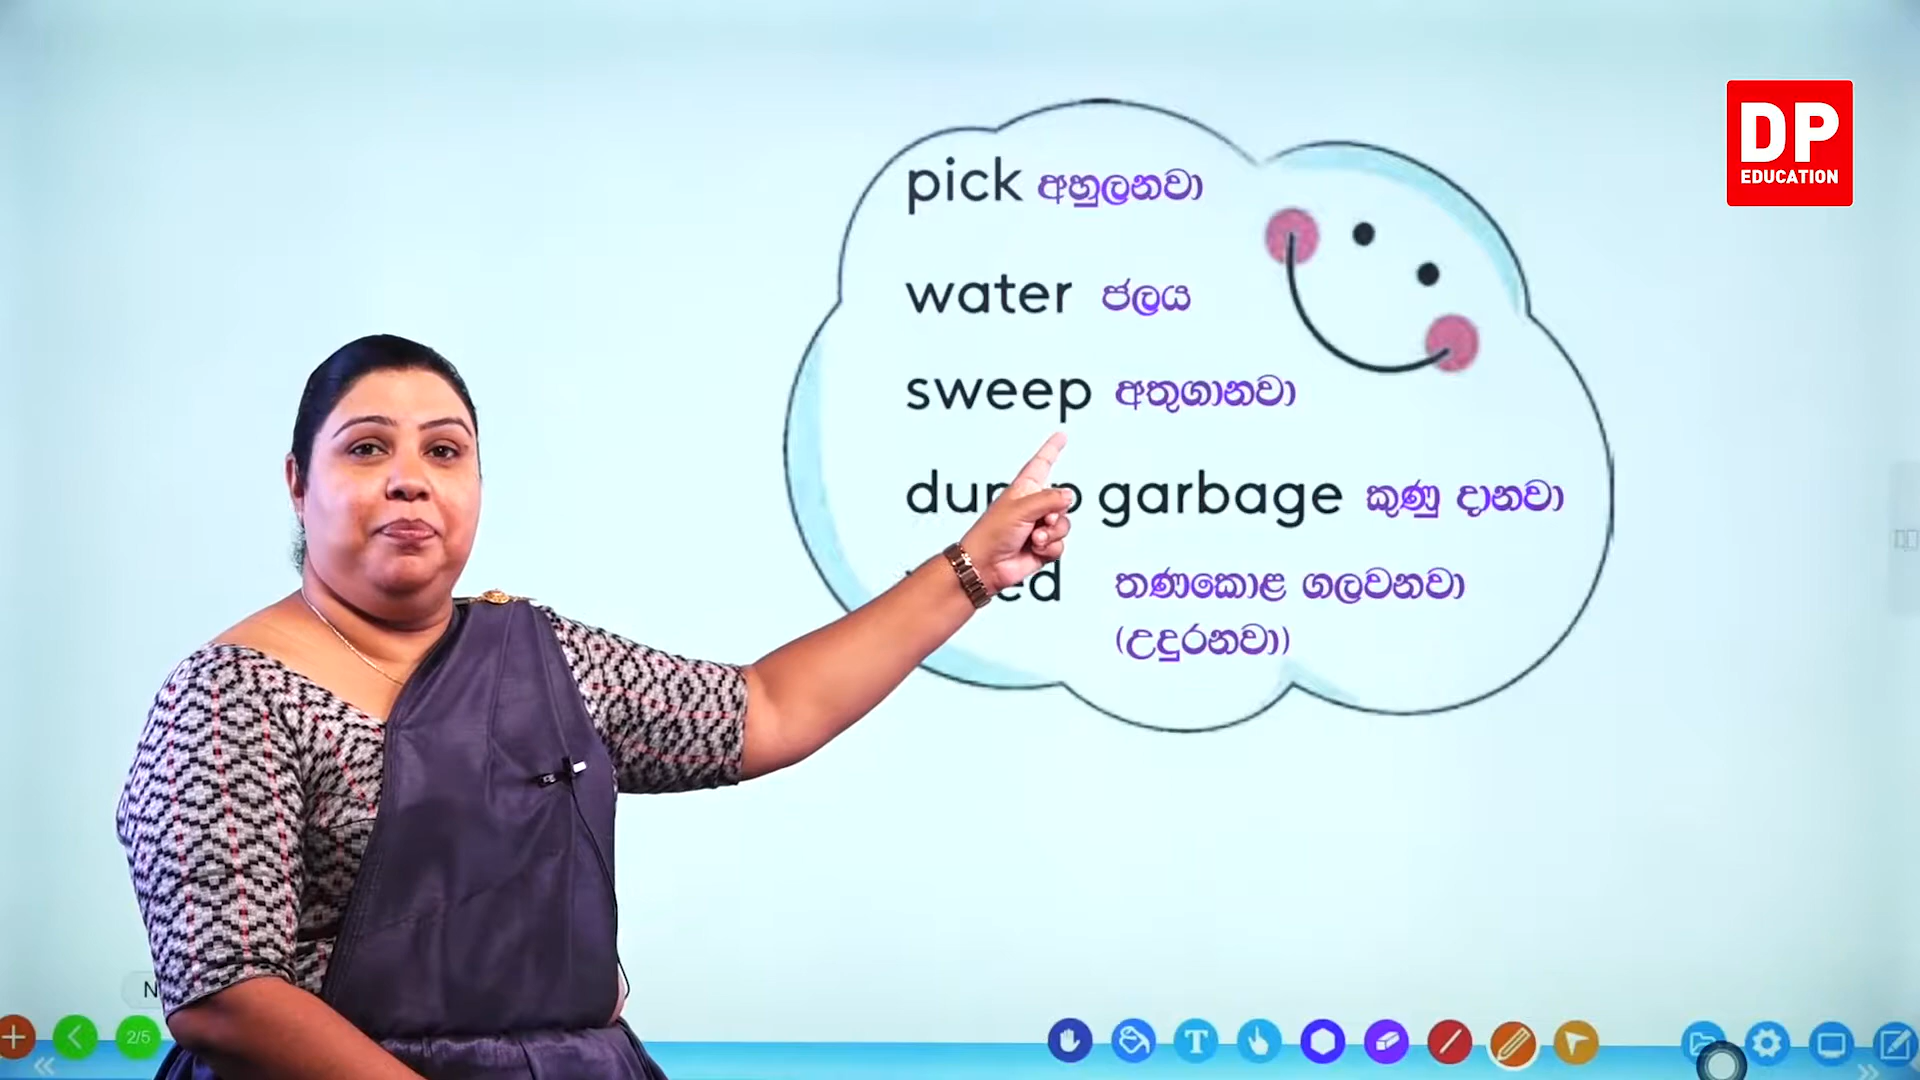 DP
EDUCATION
pick අහුලනවා
water ජලය
sweep අතුගානවා
garbage කුණු දානවා
තණකොළ ගලවනවා
(උදුරනවා)
2/5